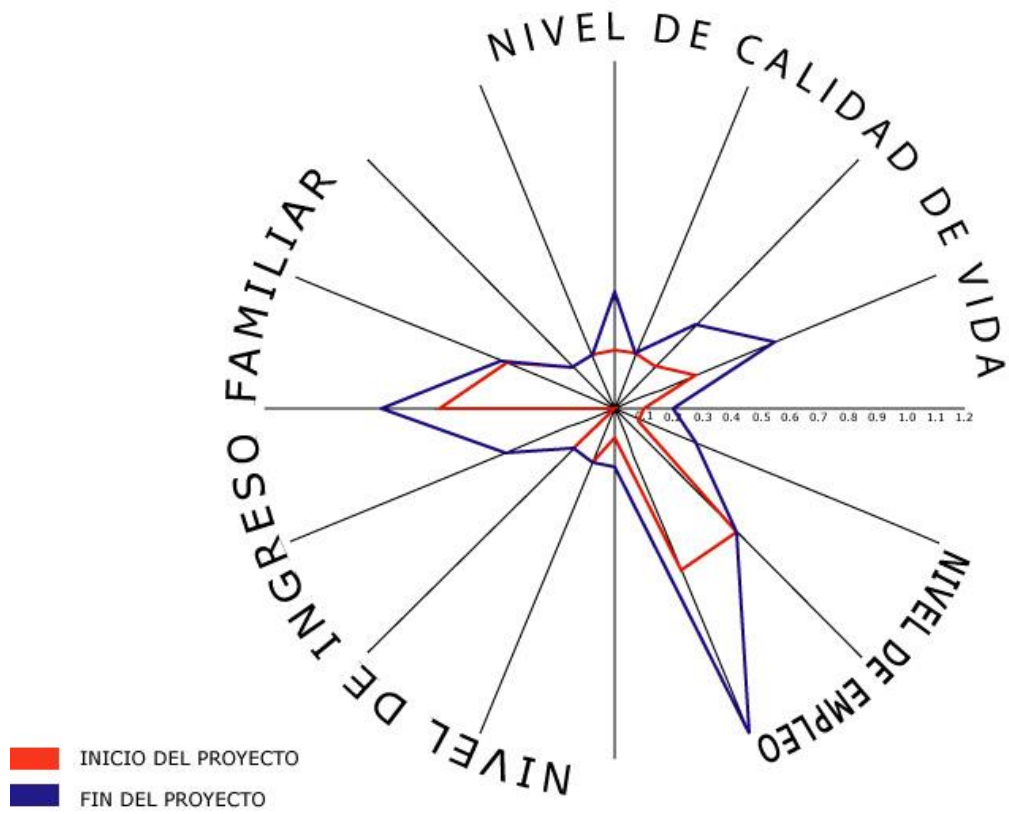 NIVEL DE CALIDAD DE VIDA
NIVEL DE INGRESO FAMILIAR
0.2 0.3 0.4 0.5 0.6 0.7 0.8 0.9 1.0 1.1 1.2
NIVEL DE EMPLEO
INICIO DEL PROYECTO
FIN DEL PROYECTO